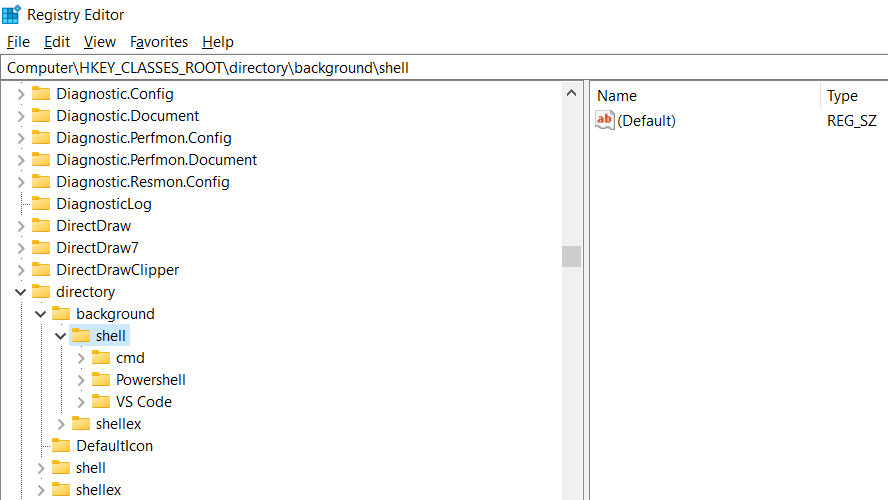 Registry Editor
File Edit View Favorites Help
Computer\HKEY_CLASSES_ROOT\directory\background\shell
Diagnostic.Config
Diagnostic.Document
Diagnostic.Perfmon.Config
Diagnostic.Perfmon.Document
Diagnostic.Resmon.Config
DiagnosticLog
DirectDraw
DirectDraw7
DirectDrawClipper
directory
background
shell
cmd
Powershell
VS Code
shellex
DefaultIcon
shell
shellex
Name Type
ab (Default) REG_SZ